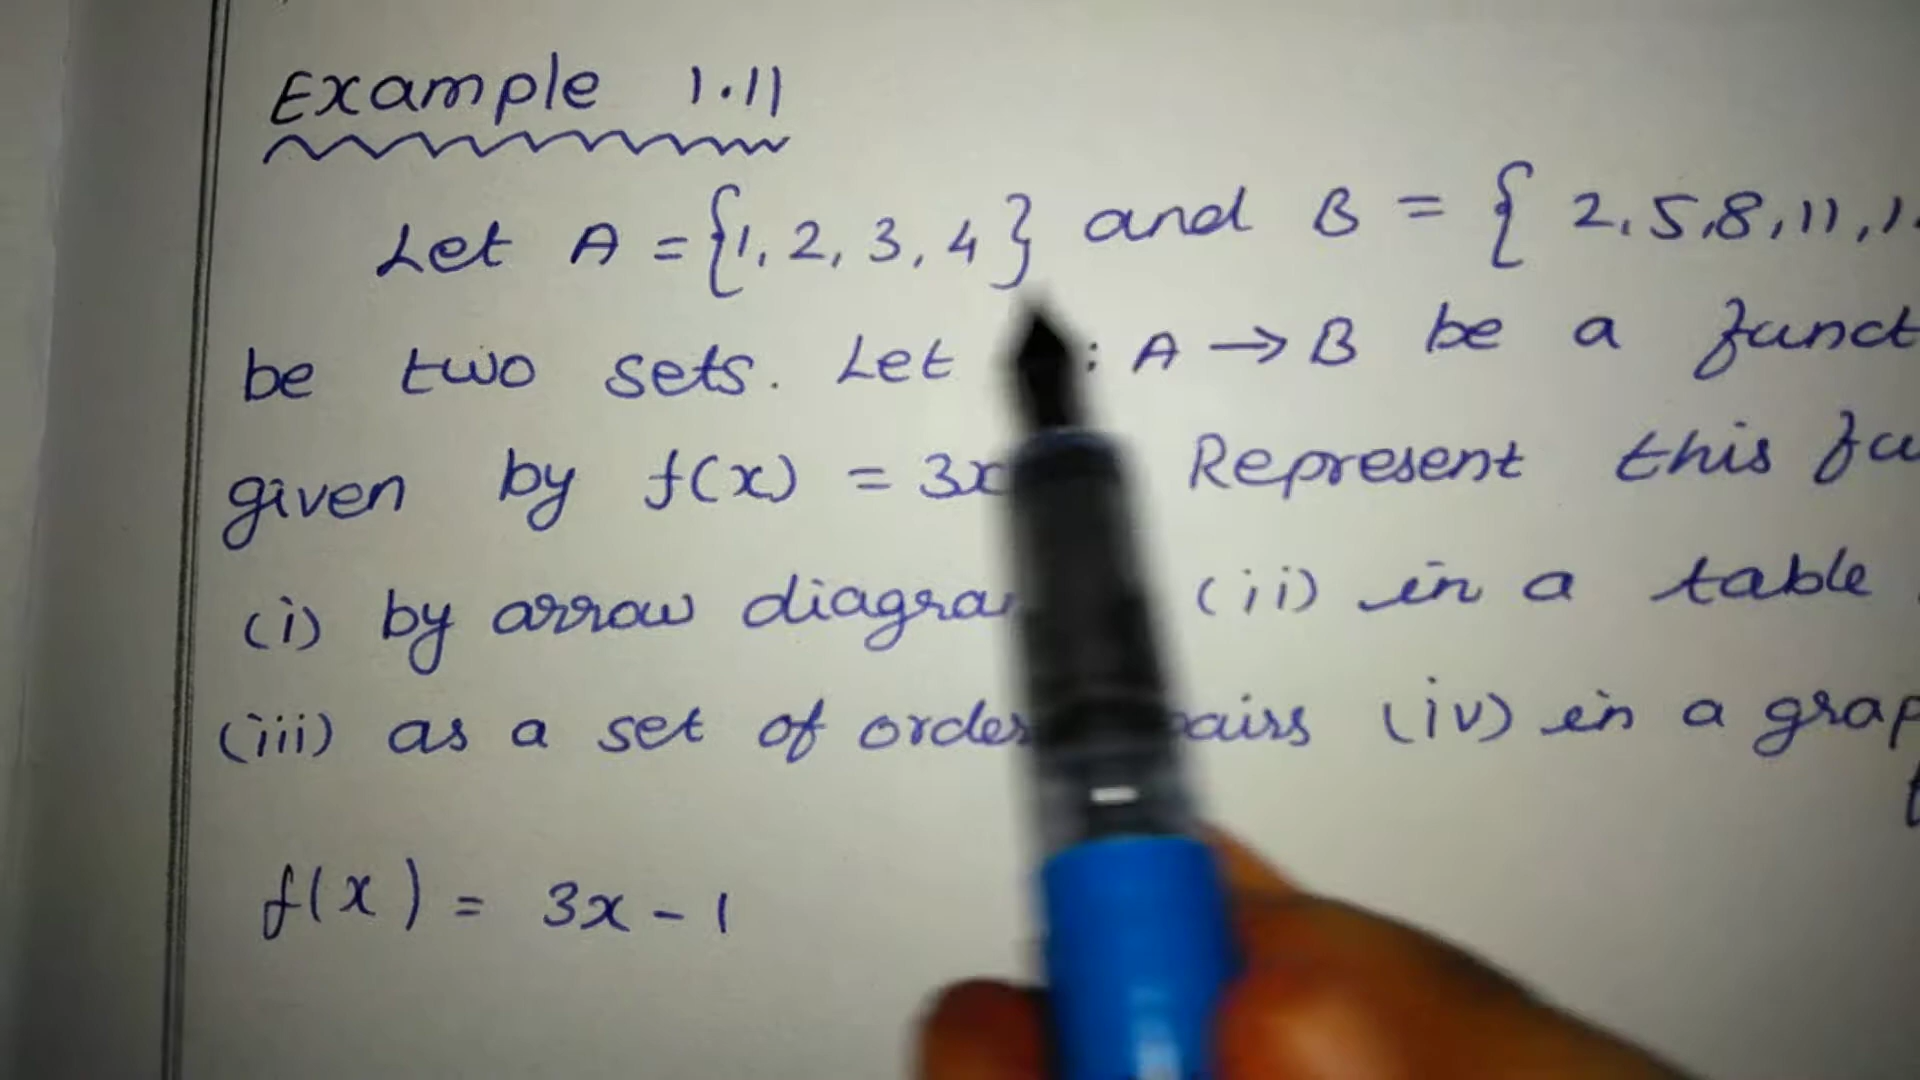 Example 1.11
Let A = {1, 2, 3, 4} and B = { 2, 5, 8, 11, 1
be two sets. Let : A → B be a funct
given by f(x) = 3x Represent this fu
(i) by arrow diagra (ii) in a table
(iii) as a set of order airs (iv) in a grap
f(x) = 3x - 1